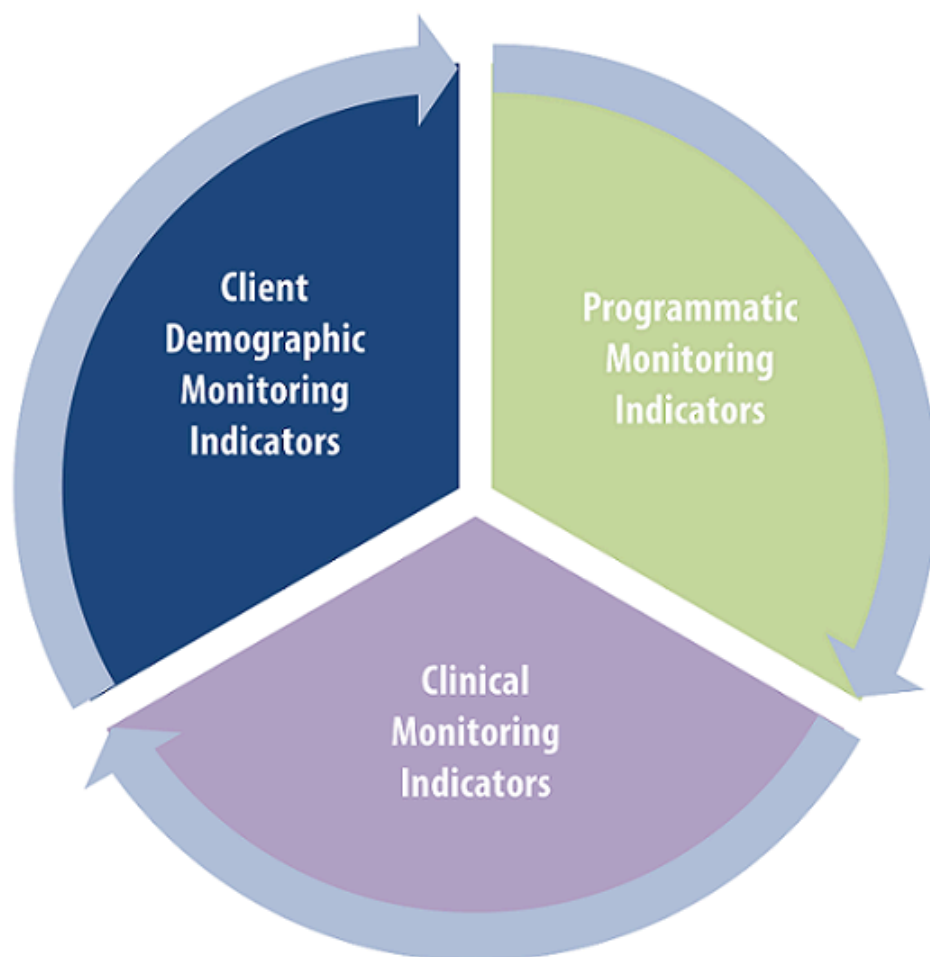 Client
Demographic
Monitoring
Indicators
Programmatic
Monitoring
Indicators
Clinical
Monitoring
Indicators